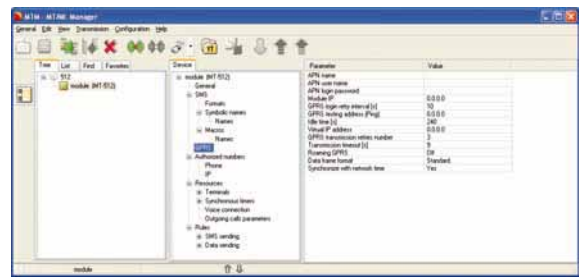 MTM - MT-INK Manager
General Edit View Transmission Configuration Help
Tree List Find Favorites
512
module (MT-512)
Device
module (MT-512)
General
SMS
Formats
Symbolic names
Names
Macros
Names
GPRS
Authorized numbers
Phone
IP
Resources
Terminals
Synchronous timers
Voice connection
Outgoing calls parameters
Rules
SMS sending
Data sending
Parameter Value
APN name
APN user name
APN login password
Module IP 0.0.0.0
GPRS login retry interval [s] 10
GPRS testing address (Ping) 0.0.0.0
Idle time [s] 240
Virtual IP address 0.0.0.0
GPRS transmission retries number 3
Transmission timeout [s] 9
Roaming GPRS Off
Data frame format Standard
Synchronize with network time Yes
module